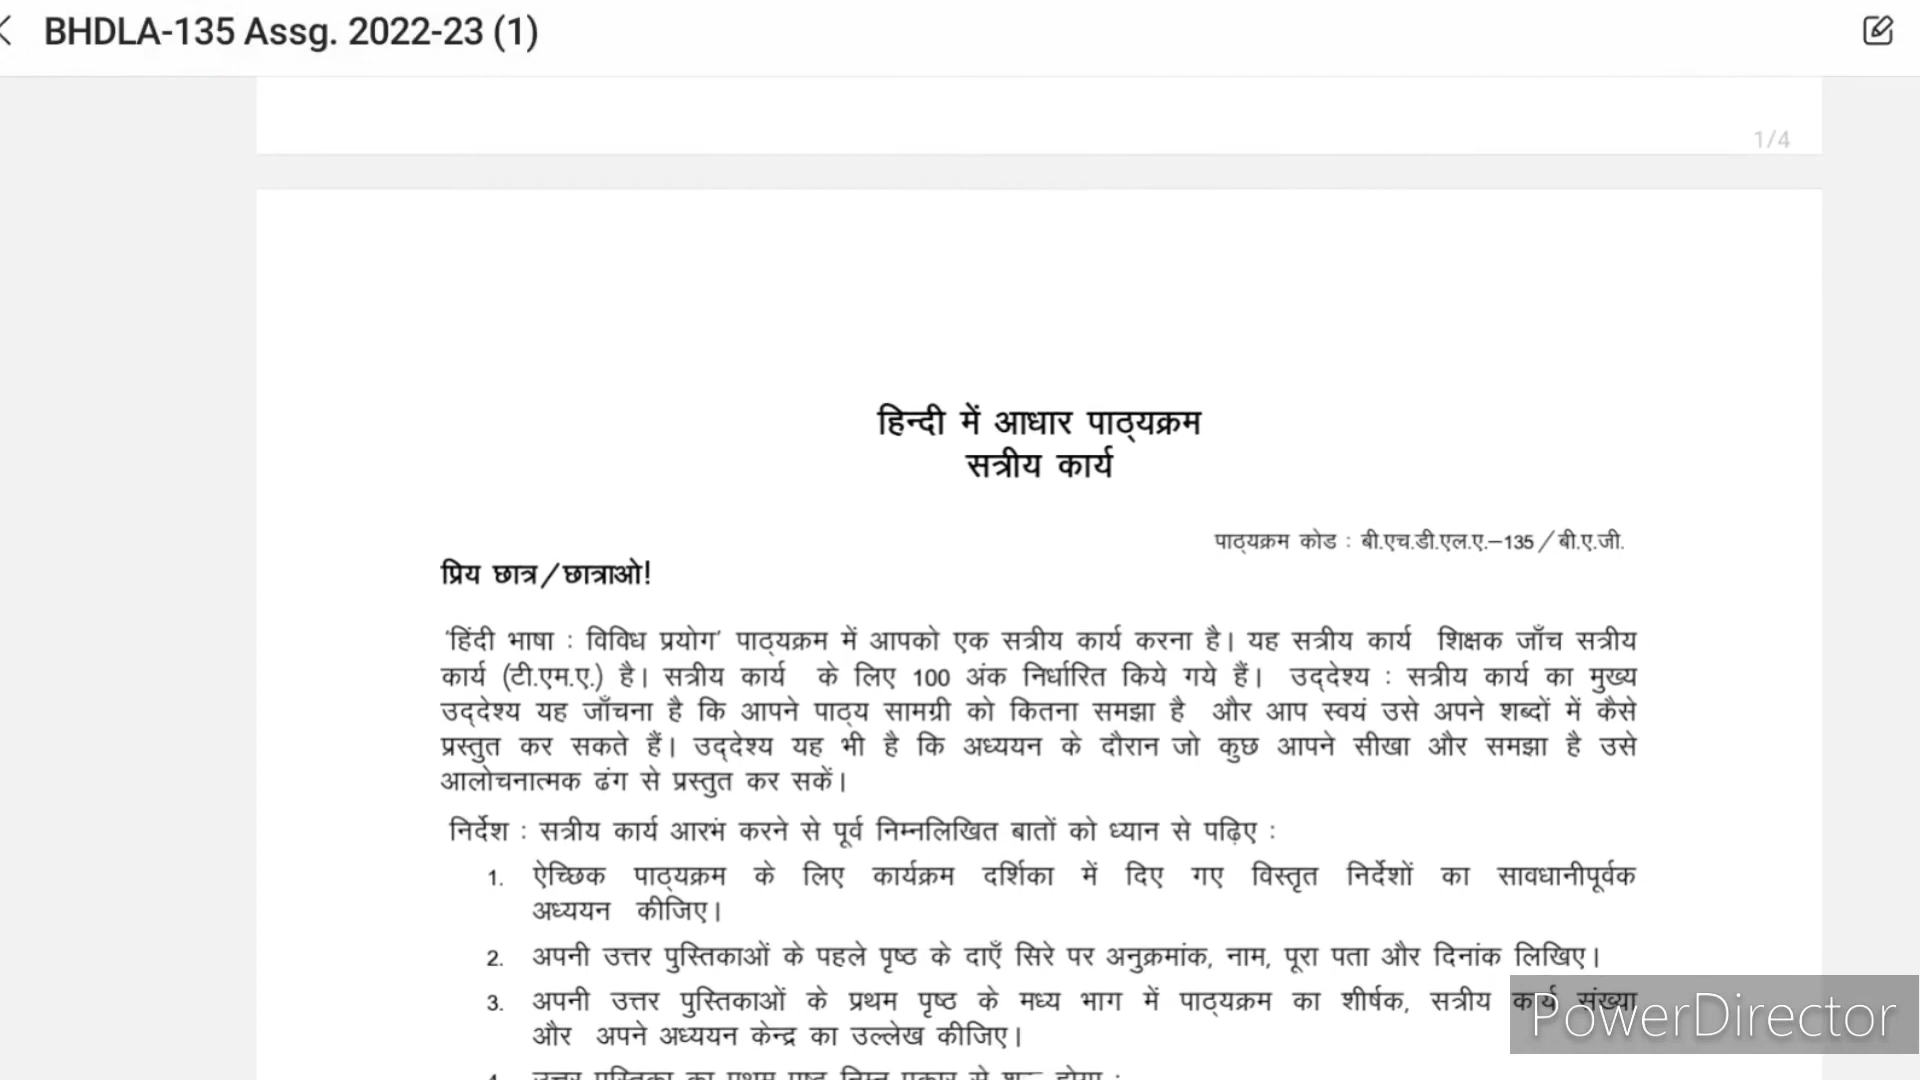 BHDLA-135 Assg. 2022-23 (1)
1/4
हिन्दी में आधार पाठ्यक्रम
सत्रीय कार्य
पाठ्यक्रम कोड : बी.एच.डी.एल.ए.–135 / बी.ए.जी.
प्रिय छात्र/छात्राओ!
'हिंदी भाषा : विविध प्रयोग' पाठ्यक्रम में आपको एक सत्रीय कार्य करना है। यह सत्रीय कार्य शिक्षक जाँच सत्रीय
कार्य (टी.एम.ए.) है। सत्रीय कार्य के लिए 100 अंक निर्धारित किये गये हैं। उद्देश्य : सत्रीय कार्य का मुख्य
उद्देश्य यह जाँचना है कि आपने पाठ्य सामग्री को कितना समझा है और आप स्वयं उसे अपने शब्दों में कैसे
प्रस्तुत कर सकते हैं। उद्देश्य यह भी है कि अध्ययन के दौरान जो कुछ आपने सीखा और समझा है उसे
आलोचनात्मक ढंग से प्रस्तुत कर सकें।
निर्देश : सत्रीय कार्य आरभं करने से पूर्व निम्नलिखित बातों को ध्यान से पढ़िए :
1. ऐच्छिक पाठ्यक्रम के लिए कार्यक्रम दर्शिका में दिए गए विस्तृत निर्देशों का सावधानीपूर्वक
अध्ययन कीजिए।
2. अपनी उत्तर पुस्तिकाओं के पहले पृष्ठ के दाएँ सिरे पर अनुक्रमांक, नाम, पूरा पता और दिनांक लिखिए।
3. अपनी उत्तर पुस्तिकाओं के प्रथम पृष्ठ के मध्य भाग में पाठ्यक्रम का शीर्षक, सत्रीय कार्य संख्या
और अपने अध्ययन केन्द्र का उल्लेख कीजिए।
PowerDirector